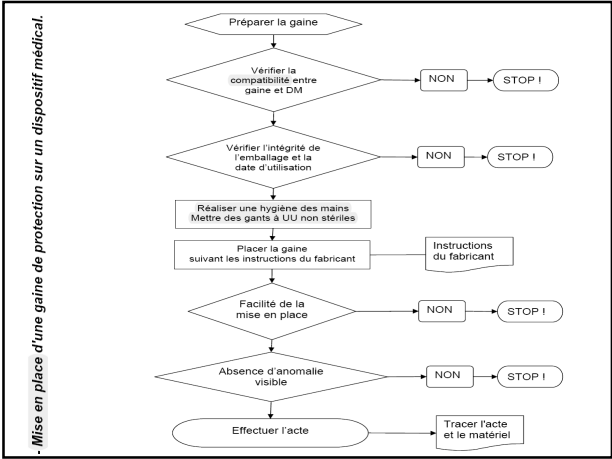 - Mise en place d'une gaine de protection sur un dispositif médical.
Préparer la gaine
Vérifier la
compatibilité entre
gaine et DM
NON
STOP !
Vérifier l'intégrité de
l'emballage et la
date d'utilisation
NON
STOP !
Réaliser une hygiène des mains
Mettre des gants à UU non stériles
Placer la gaine
suivant les instructions du fabricant
Instructions
du fabricant
Facilité de la
mise en place
NON
STOP !
Absence d'anomalie
visible
NON
STOP !
Effectuer l'acte
Tracer l'acte
et le matériel